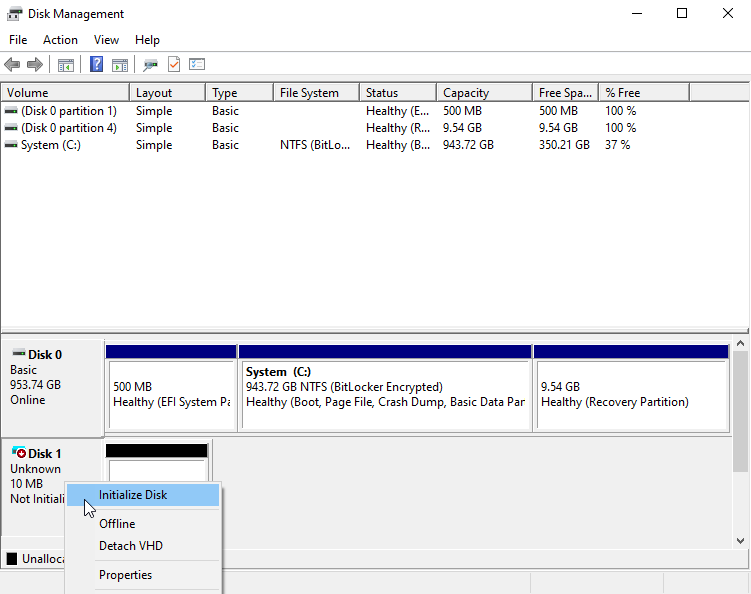 Disk Management
File Action View Help
Volume Layout Type File System Status Capacity Free Spa... % Free
(Disk 0 partition 1) Simple Basic Healthy (E... 500 MB 500 MB 100 %
(Disk 0 partition 4) Simple Basic Healthy (R... 9.54 GB 9.54 GB 100 %
System (C:) Simple Basic NTFS (BitLo... Healthy (B... 943.72 GB 350.21 GB 37 %
Disk 0
Basic
953.74 GB
Online
500 MB
Healthy (EFI System Pa
System (C:)
943.72 GB NTFS (BitLocker Encrypted)
Healthy (Boot, Page File, Crash Dump, Basic Data Par
9.54 GB
Healthy (Recovery Partition)
Disk 1
Unknown
10 MB
Not Initiali
Initialize Disk
Offline
Detach VHD
Properties
Unalloca